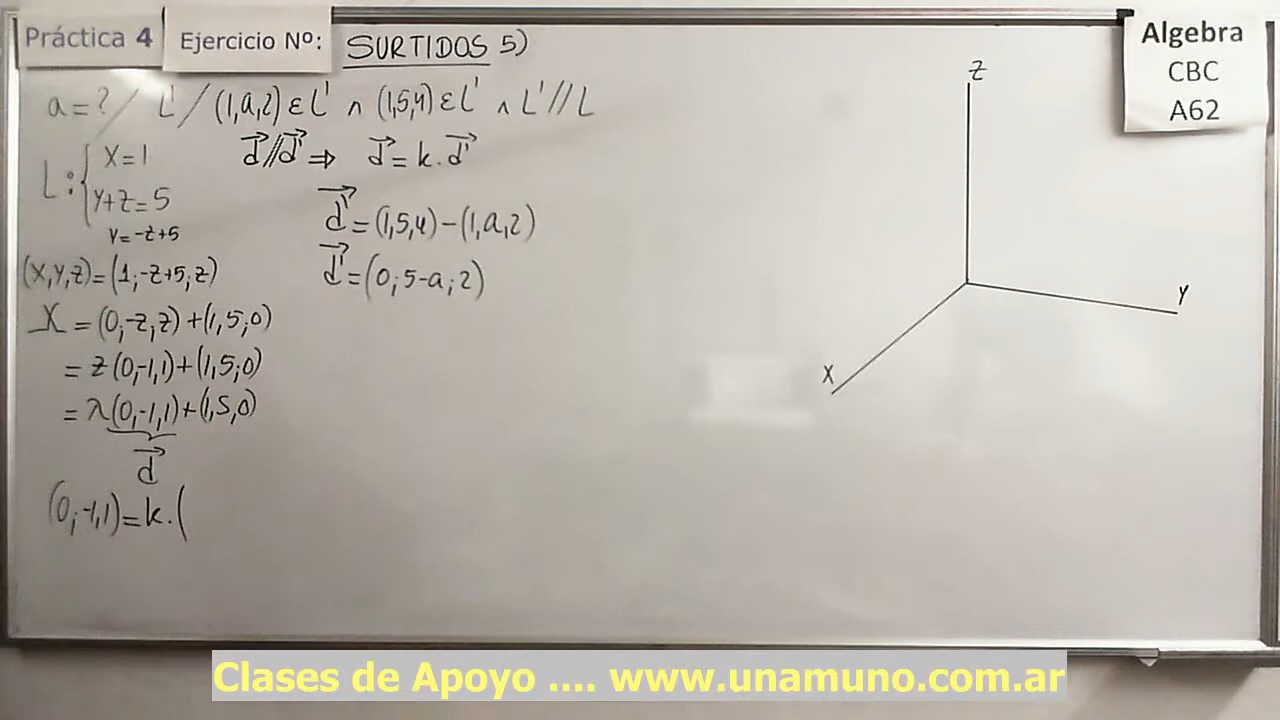 Práctica 4 Ejercicio Nº: SURTIDOS 5)
Algebra
CBC
A62
a=? / L' / (1,a,2) ∈ L' ∧ (1,5,4) ∈ L' ∧ L' // L
L: { x=1
y+z=5
y=-z+5
d⃗ // d⃗' ⇒ d⃗ = k. d⃗'
d⃗' = (1,5,4)-(1,a,2)
d⃗' = (0; 5-a; 2)
(x,y,z)=(1;-z+5;z)
X = (0,-z,z)+(1,5,0)
= z(0,-1,1)+(1,5,0)
= λ(0,-1,1)+(1,5,0)
d⃗
(0,-1,1)=k.(
z
y
x
Clases de Apoyo .... www.unamuno.com.ar